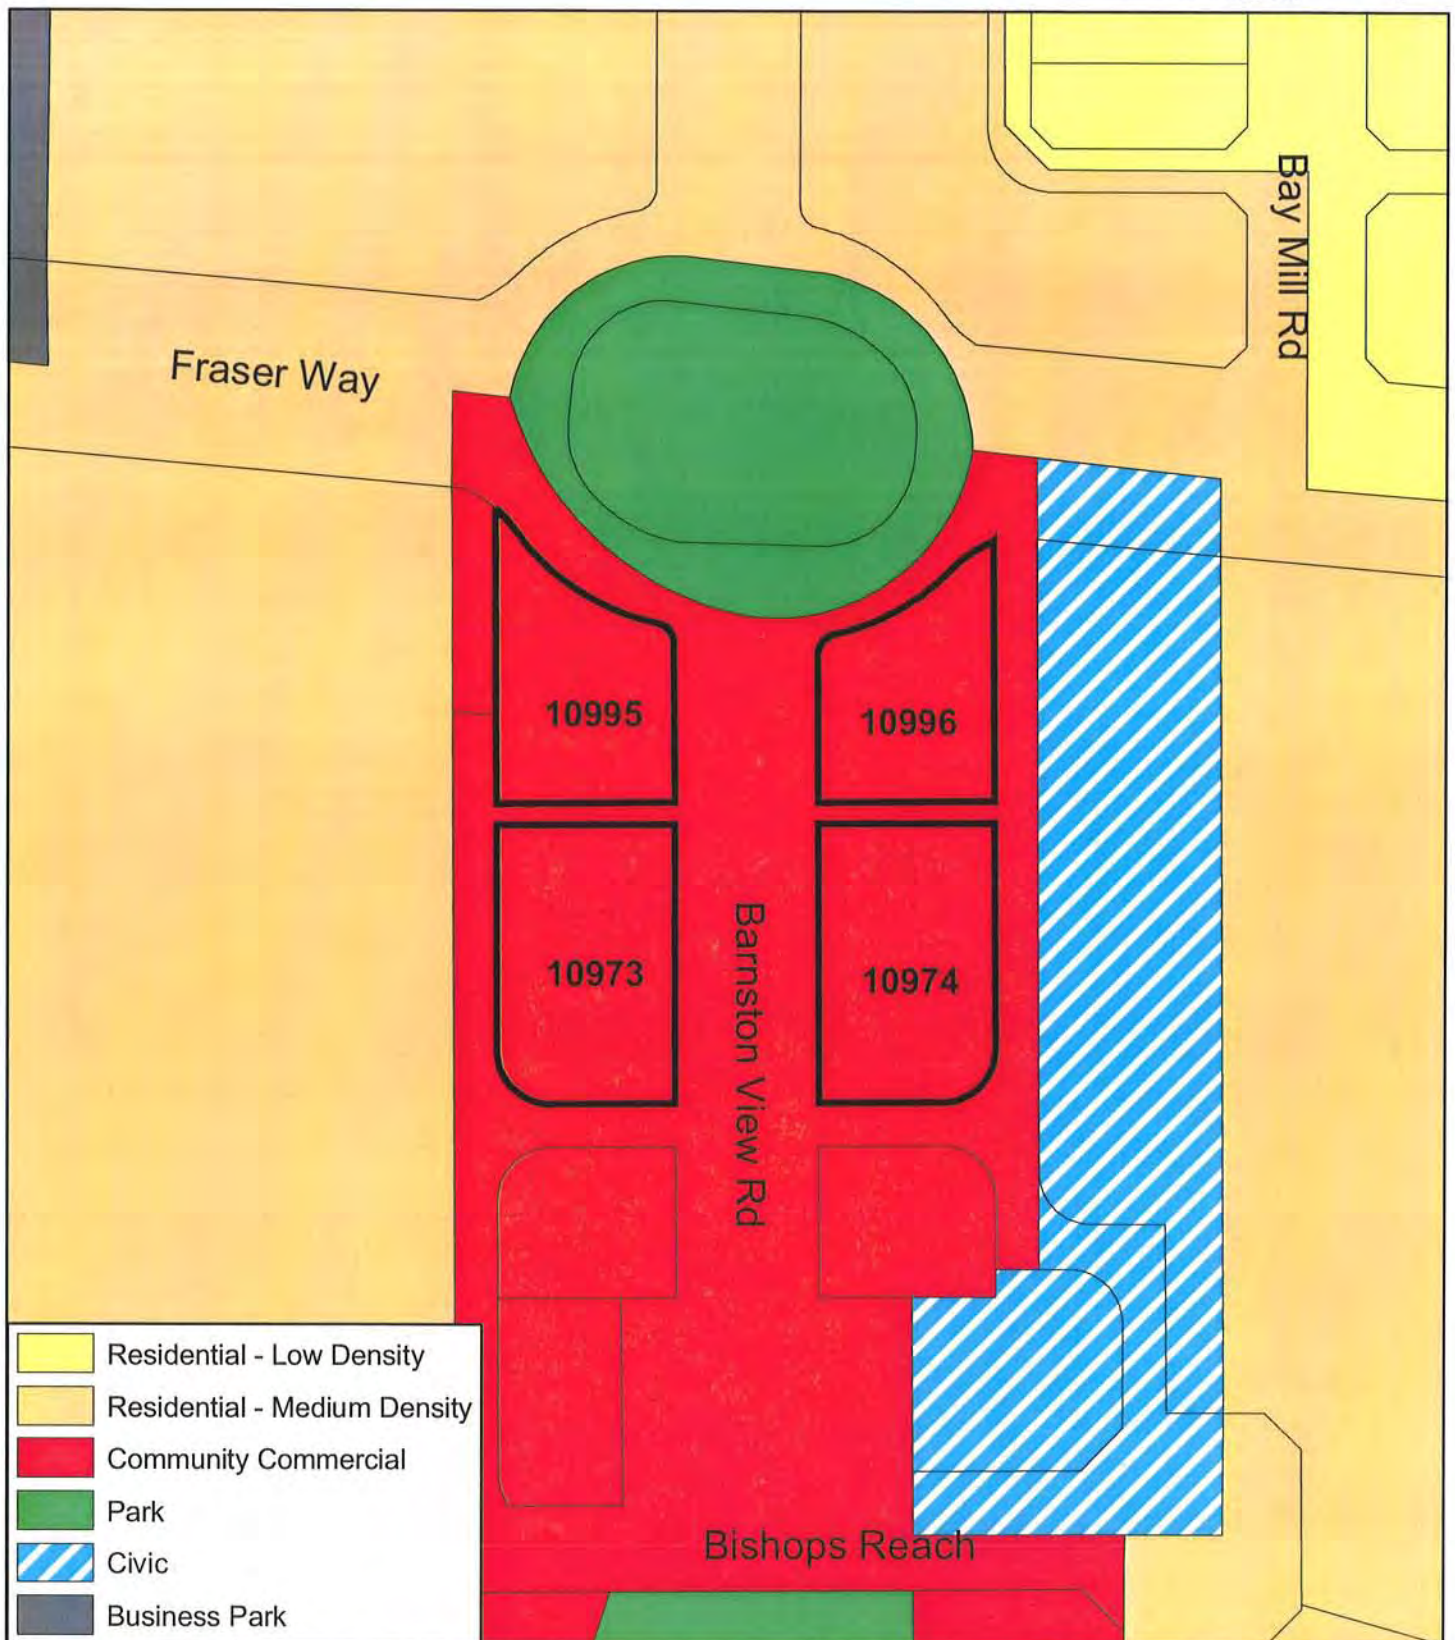 Bay Mill Rd
Fraser Way
10995
10996
10973
10974
Barnston View Rd
Bishops Reach
Residential - Low Density
Residential - Medium Density
Community Commercial
Park
Civic
Business Park